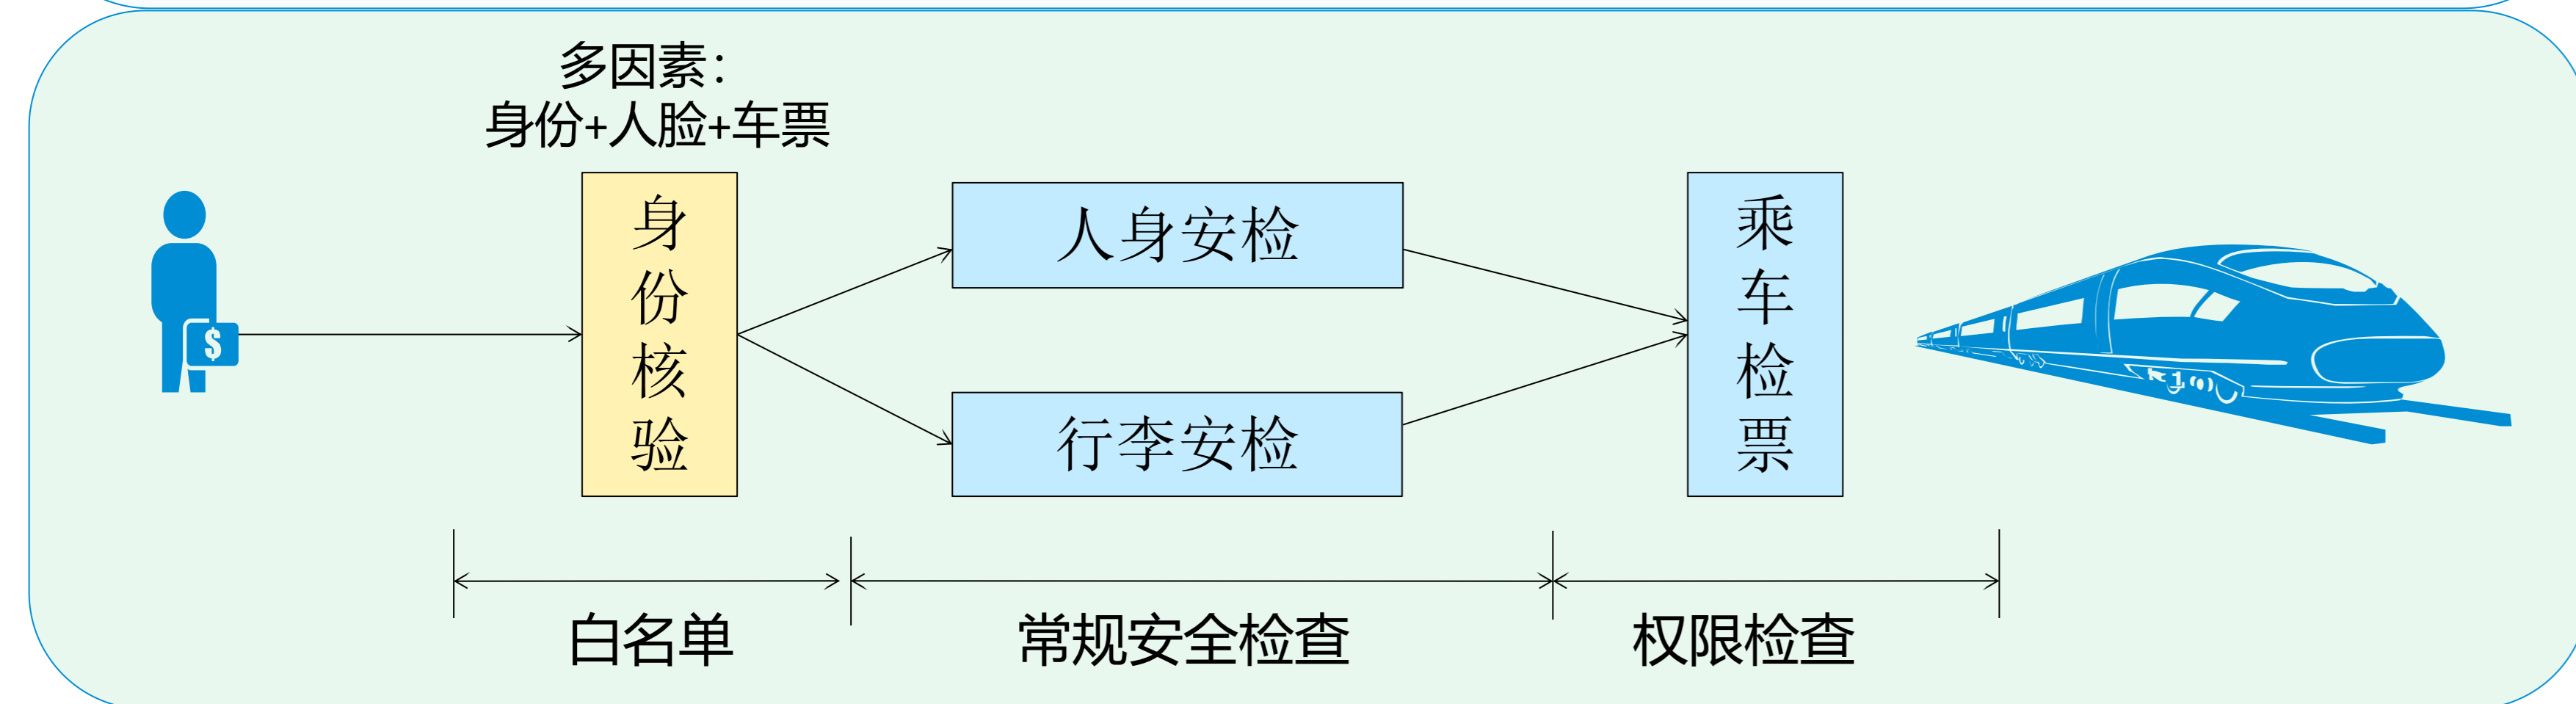 多因素：
身份+人脸+车票
身份核验
人身安检
行李安检
乘车检票
$
白名单
常规安全检查
权限检查